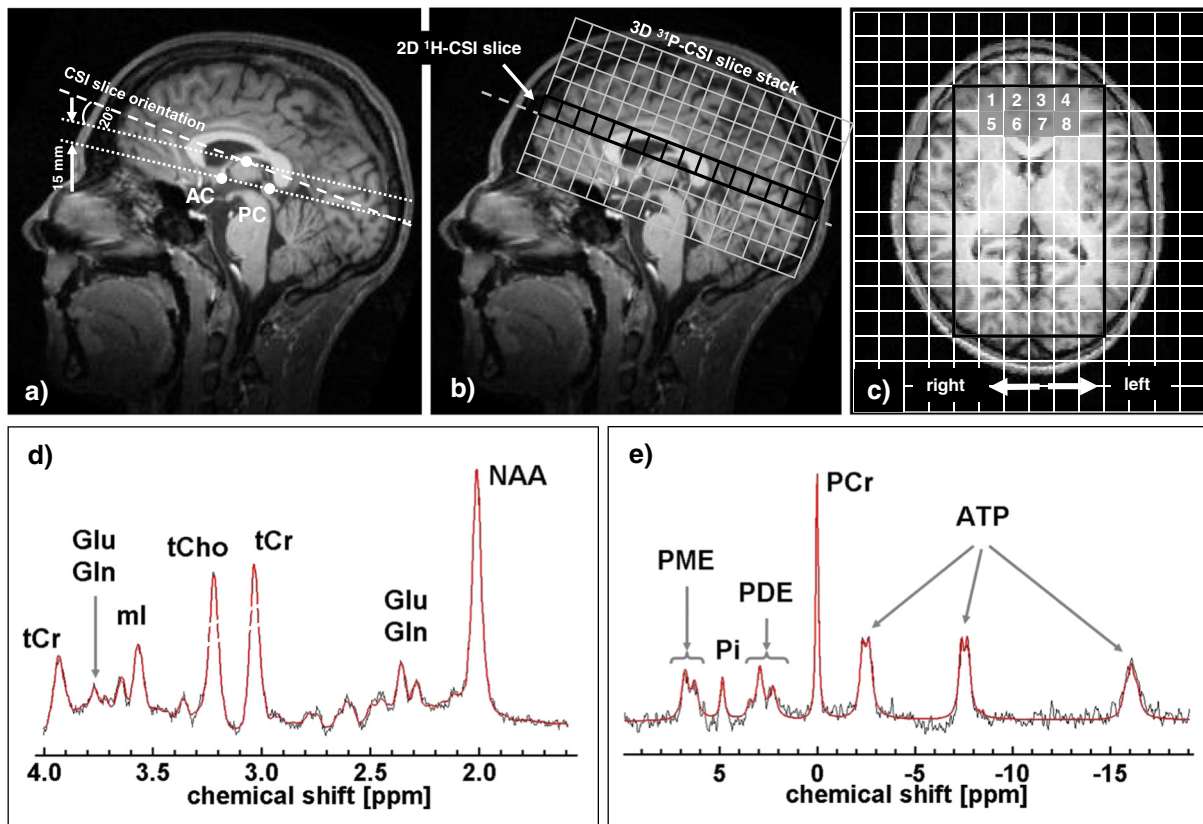 CSI slice orientation
20°
15 mm
AC
PC
a)
2D ¹H-CSI slice
3D ³¹P-CSI slice stack
b)
1 2 3 4
5 6 7 8
c)
right
left
d)
NAA
Glu
Gln
tCho
tCr
mI
tCr
Glu
Gln
4.0 3.5 3.0 2.5 2.0
chemical shift [ppm]
e)
PCr
ATP
PME
PDE
Pi
5 0 -5 -10 -15
chemical shift [ppm]